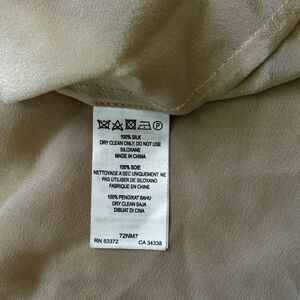 P
100% SILK
DRY CLEAN ONLY. DO NOT USE
SILOXANE
MADE IN CHINA
100% SOIE
NETTOYAGE A SEC UNIQUEMENT. NE
PAS UTILISER DE SILOXANO
FABRIQUE EN CHINE
100% PENGIKAT BAHU
DRY CLEAN SAJA
DIBUAT DI CINA
72NM7
RN 53372 CA 34338